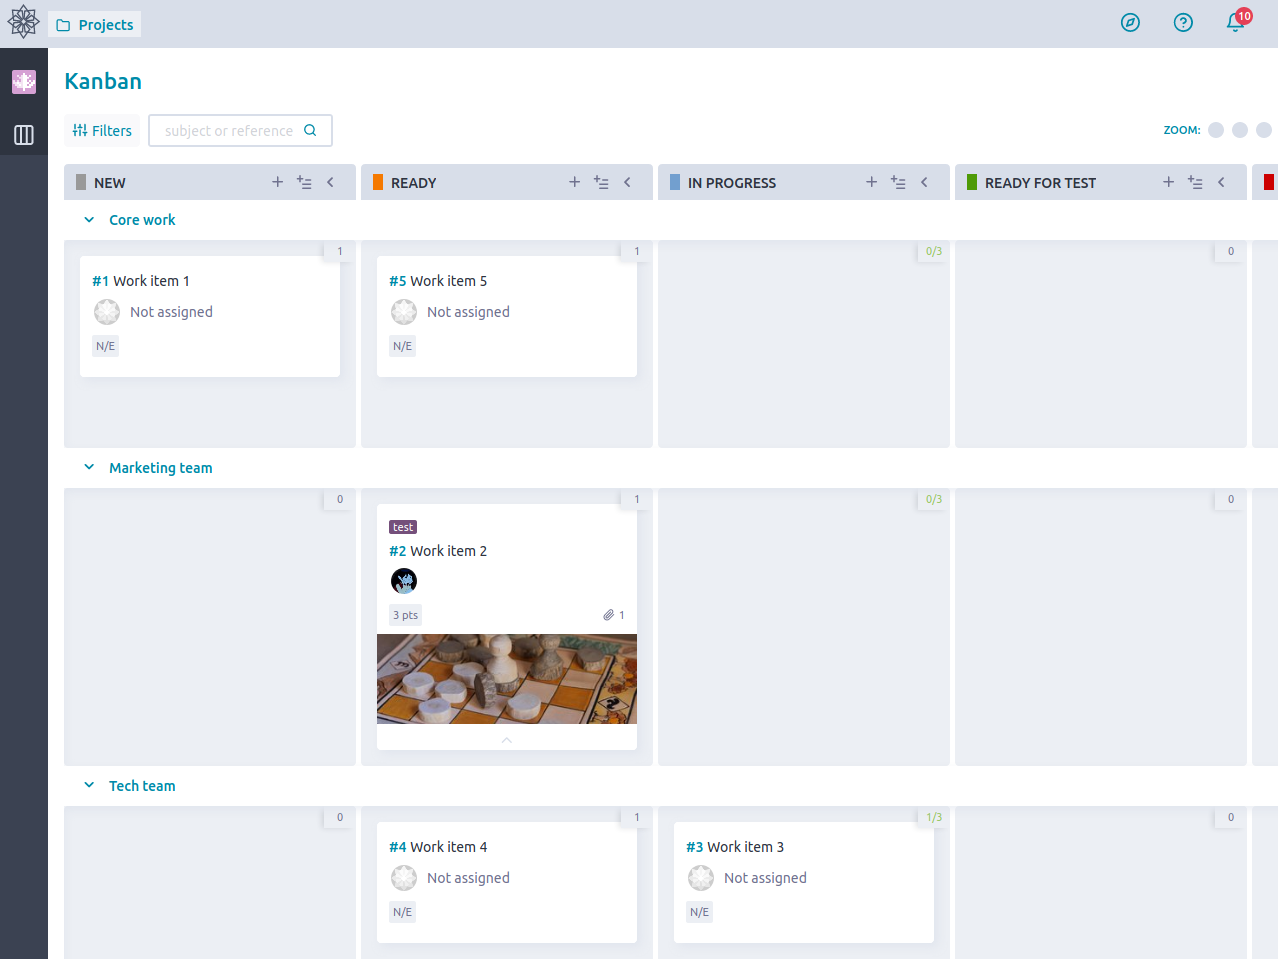 Projects
10
Kanban
Filters
subject or reference
ZOOM:
NEW
READY
IN PROGRESS
READY FOR TEST
Core work
1
1
0/3
0
#1 Work item 1
#5 Work item 5
Not assigned
Not assigned
N/E
N/E
Marketing team
0
1
0/3
0
test
#2 Work item 2
3 pts
1
Tech team
0
1
1/3
0
#4 Work item 4
#3 Work item 3
Not assigned
Not assigned
N/E
N/E